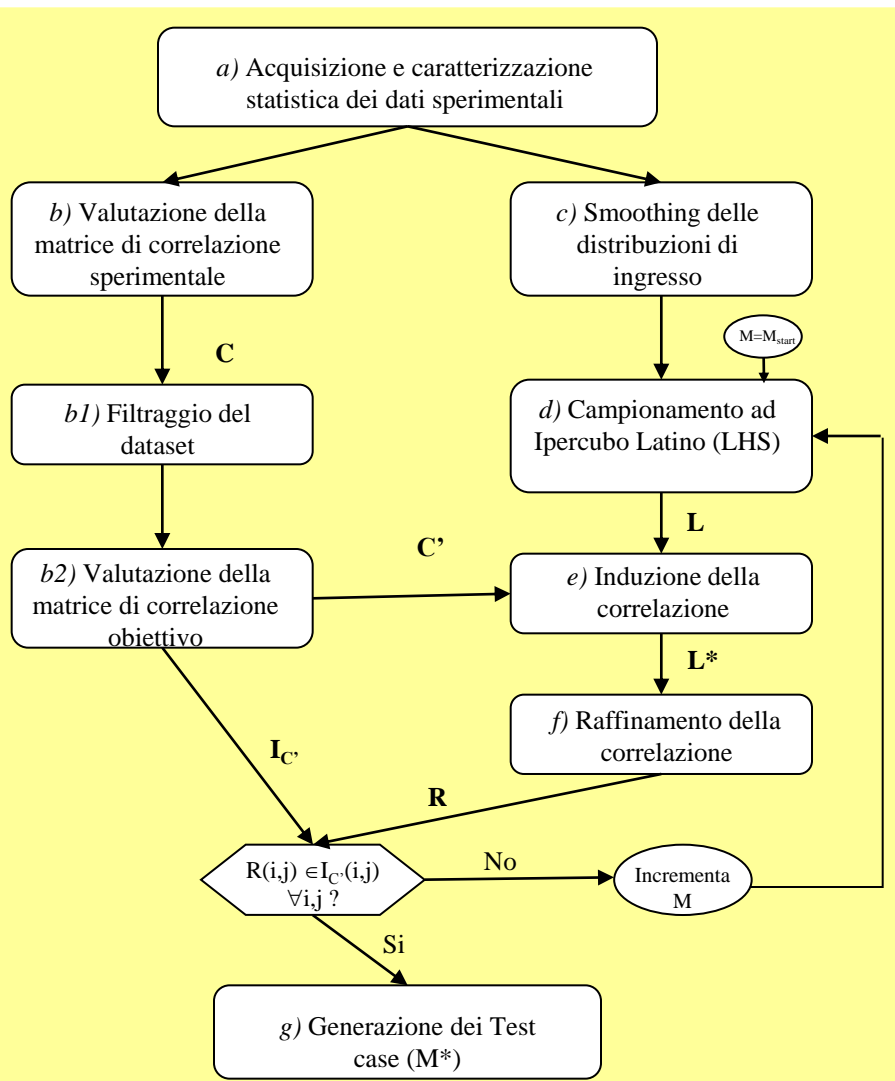 a) Acquisizione e caratterizzazione
statistica dei dati sperimentali
b) Valutazione della
matrice di correlazione
sperimentale
c) Smoothing delle
distribuzioni di
ingresso
M=Mstart
C
b1) Filtraggio del
dataset
d) Campionamento ad
Ipercubo Latino (LHS)
L
C’
b2) Valutazione della
matrice di correlazione
obiettivo
e) Induzione della
correlazione
L*
f) Raffinamento della
correlazione
IC’
R
R(i,j) ∈IC’(i,j)
∀i,j ?
No
Incrementa
M
Si
g) Generazione dei Test
case (M*)